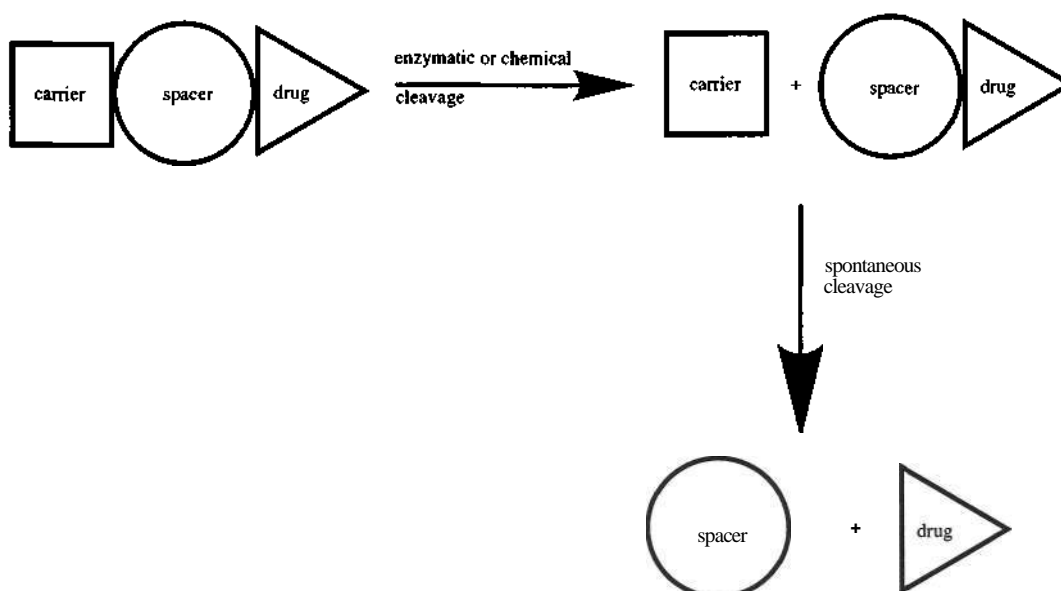 carrier spacer drug
enzymatic or chemical
cleavage
carrier + spacer drug
spontaneous
cleavage
spacer + drug